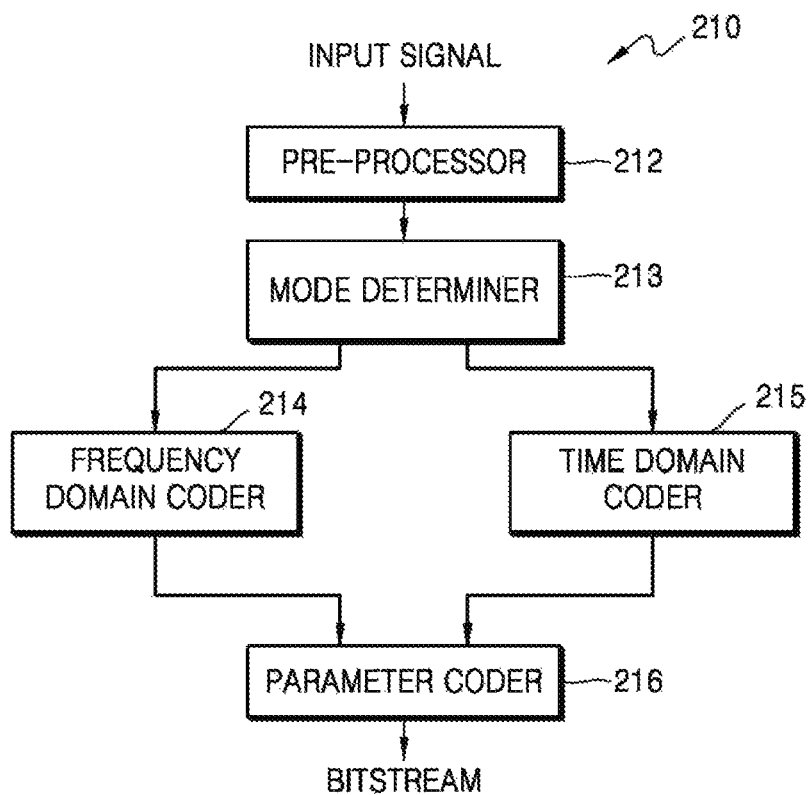 210
INPUT SIGNAL
PRE-PROCESSOR
212
MODE DETERMINER
213
214
215
FREQUENCY
DOMAIN CODER
TIME DOMAIN
CODER
PARAMETER CODER
216
BITSTREAM